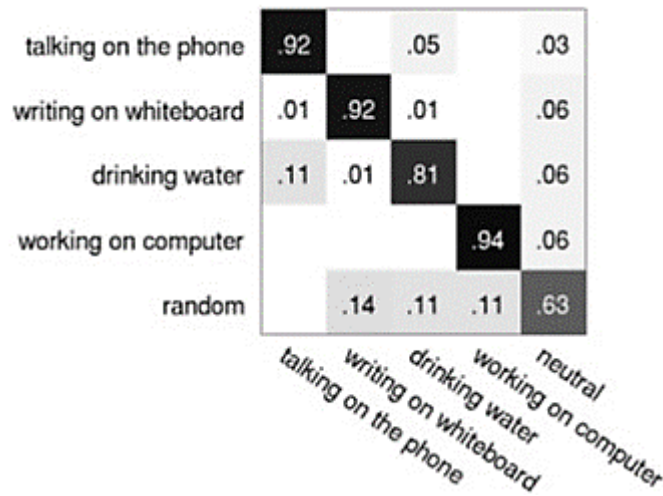 talking on the phone .92 .05 .03
writing on whiteboard .01 .92 .01 .06
drinking water .11 .01 .81 .06
working on computer .94 .06
random .14 .11 .11 .63
talking on the phone
writing on whiteboard
drinking water
working on computer
neutral